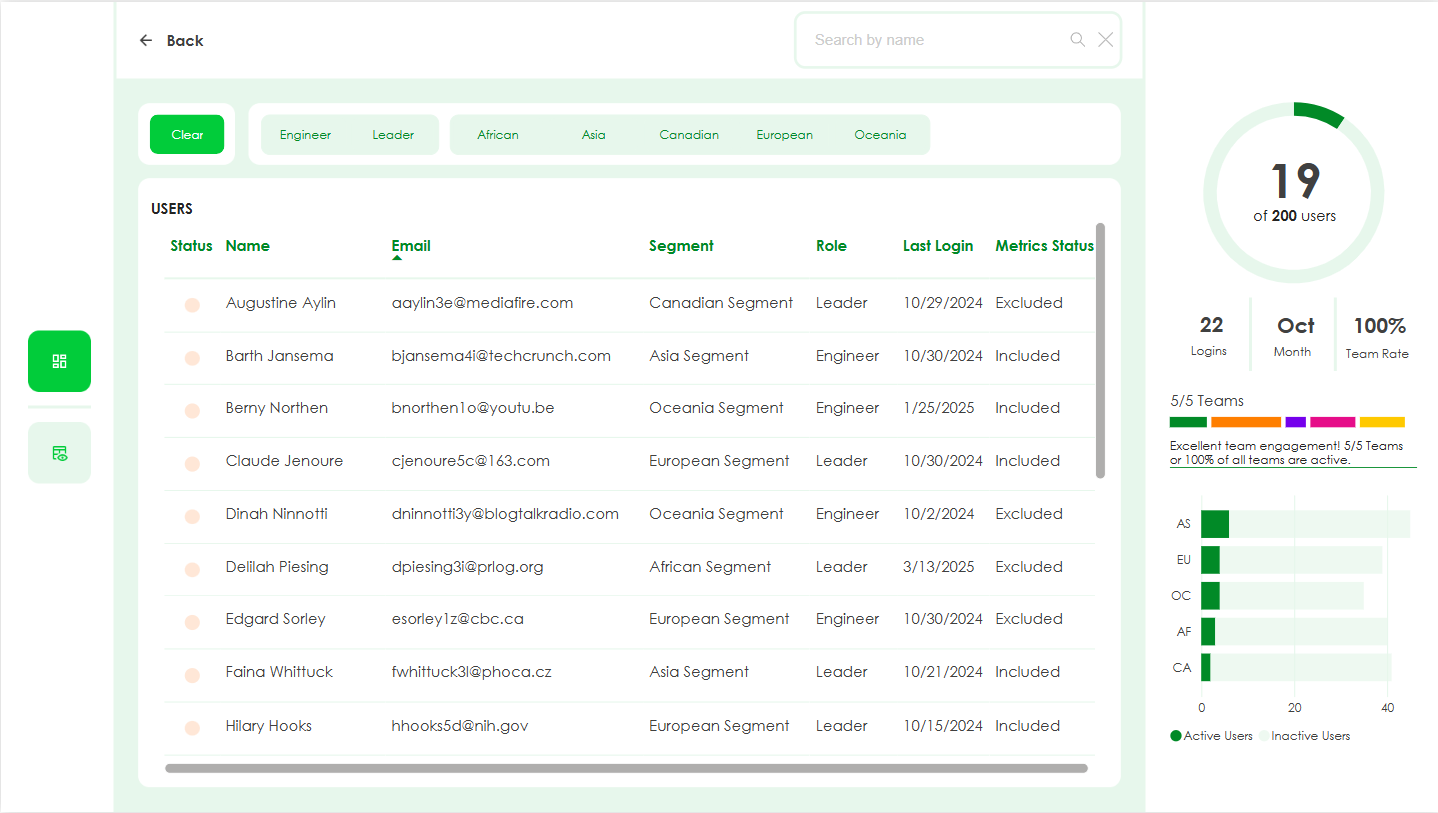 Back
Search by name
Clear
Engineer Leader African Asia Canadian European Oceania
USERS
Status Name Email Segment Role Last Login Metrics Status
Augustine Aylin aaylin3e@mediafire.com Canadian Segment Leader 10/29/2024 Excluded
Barth Jansema bjansema4i@techcrunch.com Asia Segment Engineer 10/30/2024 Included
Berny Northen bnorthen1o@youtu.be Oceania Segment Engineer 1/25/2025 Included
Claude Jenoure cjenoure5c@163.com European Segment Leader 10/30/2024 Included
Dinah Ninnotti dninnotti3y@blogtalkradio.com Oceania Segment Engineer 10/2/2024 Excluded
Delilah Piesing dpiesing3i@prlog.org African Segment Leader 3/13/2025 Excluded
Edgard Sorley esorley1z@cbc.ca European Segment Engineer 10/30/2024 Excluded
Faina Whittuck fwhittuck3l@phoca.cz Asia Segment Leader 10/21/2024 Included
Hilary Hooks hhooks5d@nih.gov European Segment Leader 10/15/2024 Included
19
of 200 users
22 Oct 100%
Logins Month Team Rate
5/5 Teams
Excellent team engagement! 5/5 Teams
or 100% of all teams are active.
AS
EU
OC
AF
CA
0 20 40
Active Users Inactive Users